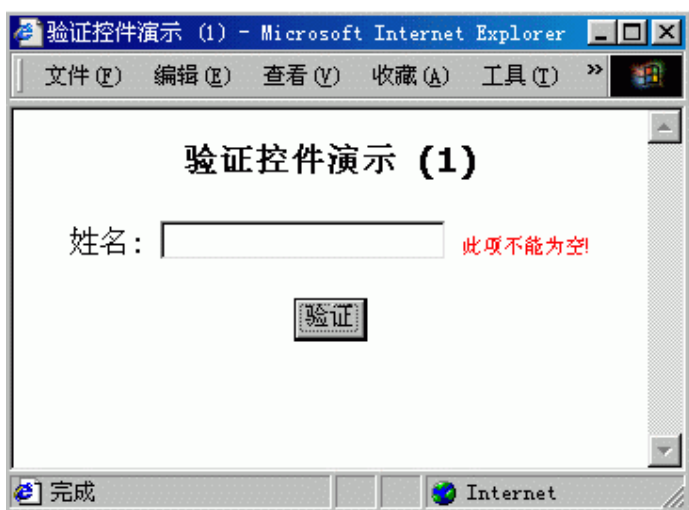 验证控件演示 (1) - Microsoft Internet Explorer
文件(F) 编辑(E) 查看(V) 收藏(A) 工具(T) »
验证控件演示 (1)
姓名: 此项不能为空!
验证
完成 Internet